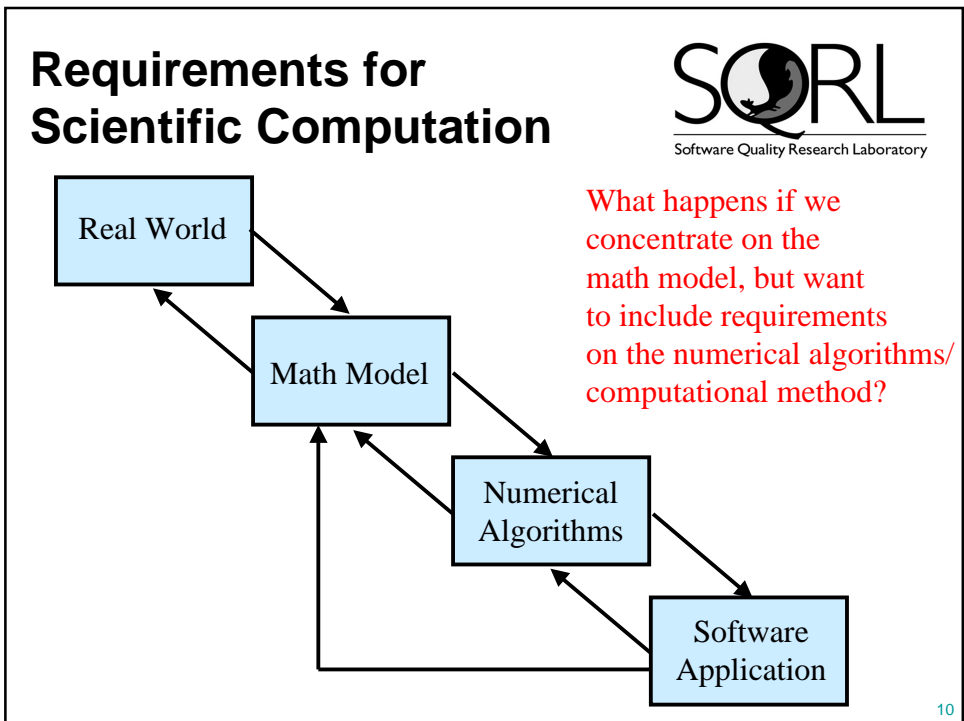 Requirements for
Scientific Computation
SQRL
Software Quality Research Laboratory
Real World
What happens if we
concentrate on the
math model, but want
to include requirements
on the numerical algorithms/
computational method?
Math Model
Numerical
Algorithms
Software
Application
10